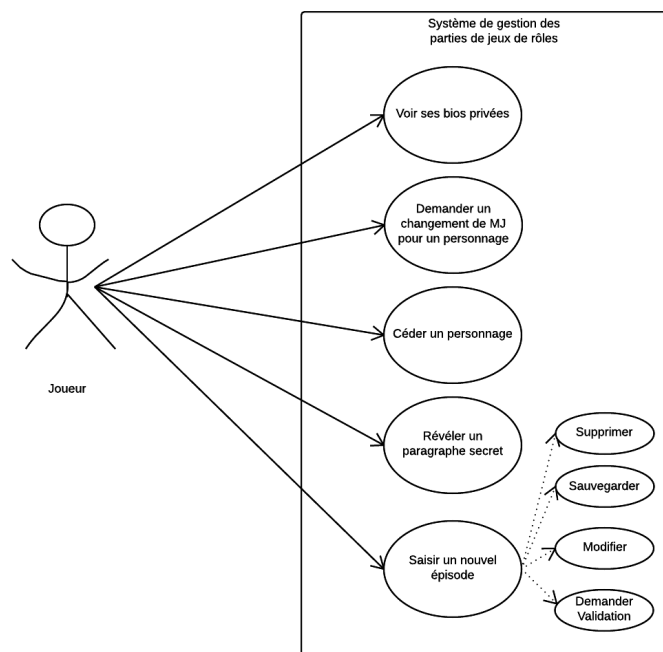 Système de gestion des
parties de jeux de rôles
Voir ses bios privées
Demander un
changement de MJ
pour un personnage
Céder un personnage
Joueur
Révéler un
paragraphe secret
Supprimer
Sauvegarder
Saisir un nouvel
épisode
Modifier
Demander
Validation